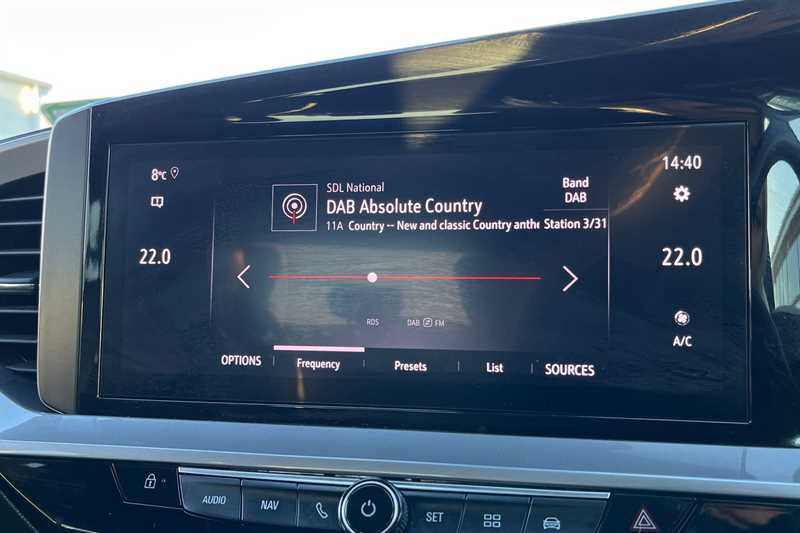 8°C
14:40
SDL National
DAB Absolute Country
Band
DAB
11A Country -- New and classic Country anthe
Station 3/31
22.0
22.0
RDS
DAB FM
A/C
OPTIONS
Frequency
Presets
List
SOURCES
AUDIO
NAV
SET